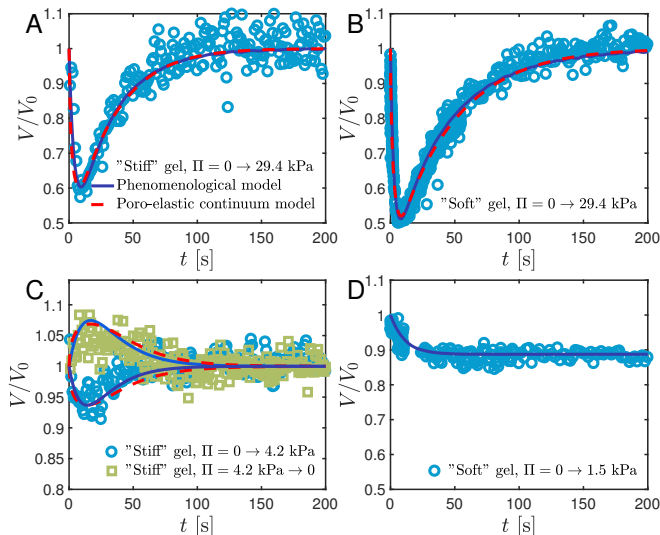 A
1.1
1
0.9
0.8
0.7
0.6
0.5
V/V₀
"Stiff" gel, Π = 0 → 29.4 kPa
Phenomenological model
Poro-elastic continuum model
0 50 100 150 200
t [s]
B
1.1
1
0.9
0.8
0.7
0.6
0.5
V/V₀
"Soft" gel, Π = 0 → 29.4 kPa
0 50 100 150 200
t [s]
C
1.1
1.05
1
0.95
0.9
0.85
0.8
V/V₀
"Stiff" gel, Π = 0 → 4.2 kPa
"Stiff" gel, Π = 4.2 kPa → 0
0 50 100 150 200
t [s]
D
1.1
1
0.9
0.8
0.7
0.6
0.5
V/V₀
"Soft" gel, Π = 0 → 1.5 kPa
0 50 100 150 200
t [s]